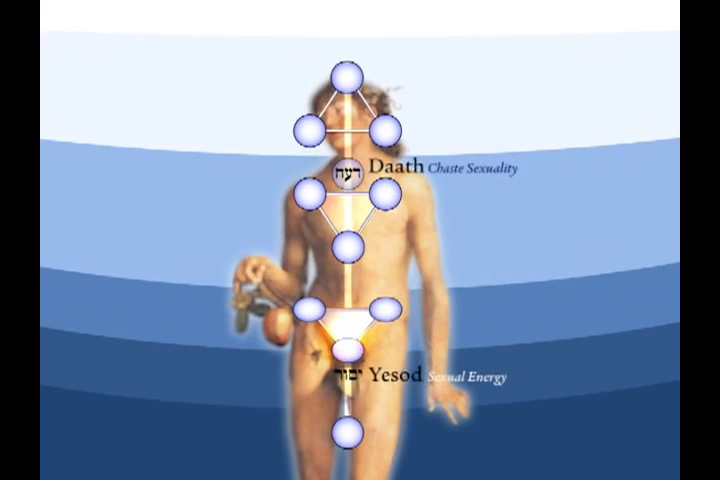 דעת Daath Chaste Sexuality
יסוד Yesod Sexual Energy